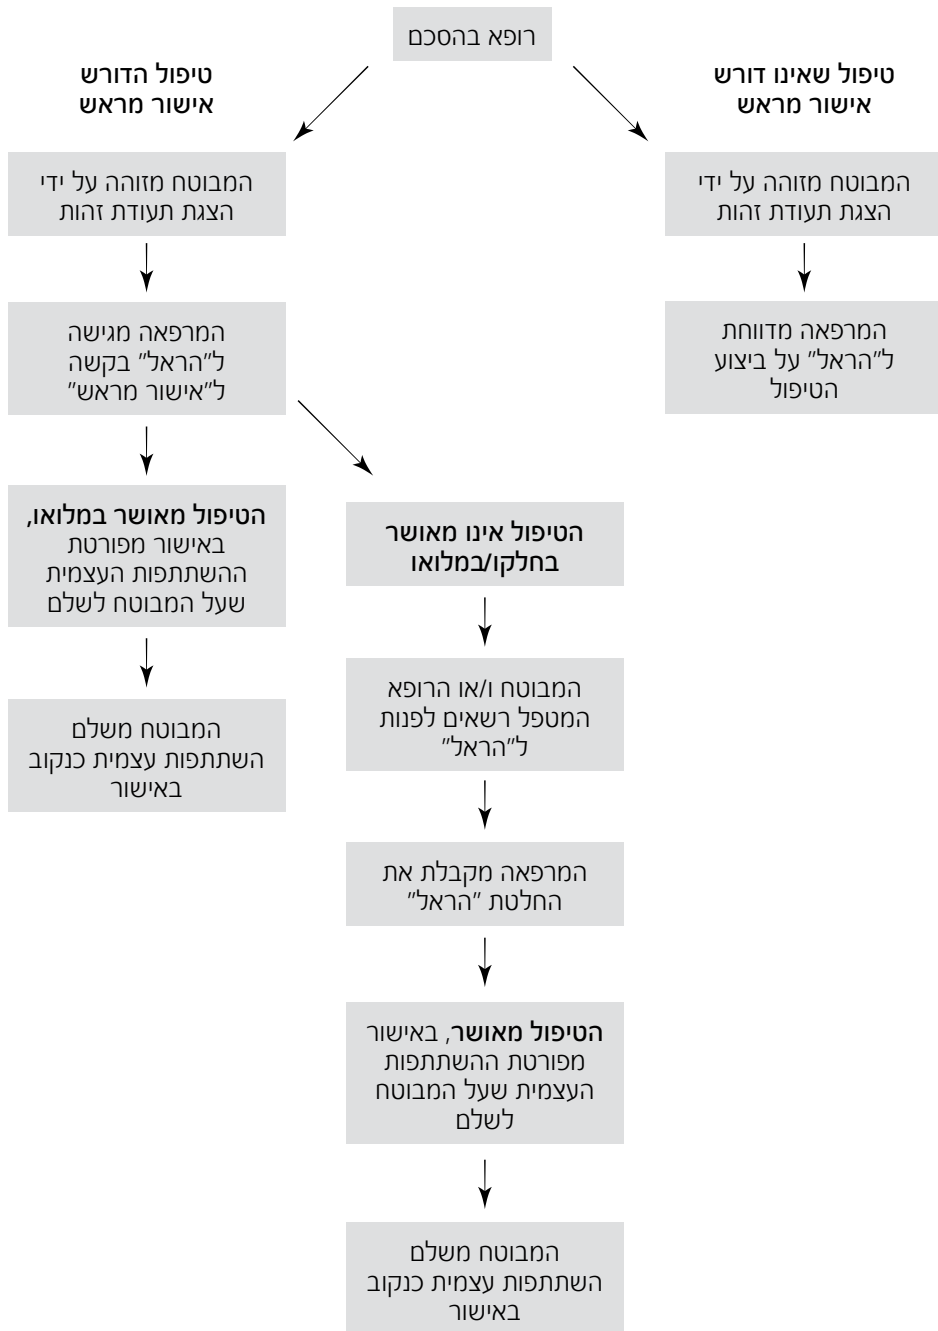 רופא בהסכם
טיפול שאינו דורש
אישור מראש
המבוטח מזוהה על ידי
הצגת תעודת זהות
המרפאה מדווחת
ל"הראל" על ביצוע
הטיפול
טיפול הדורש
אישור מראש
המבוטח מזוהה על ידי
הצגת תעודת זהות
המרפאה מגישה
ל"הראל" בקשה
ל"אישור מראש"
הטיפול מאושר במלואו,
באישור מפורטת
ההשתתפות העצמית
שעל המבוטח לשלם
המבוטח משלם
השתתפות עצמית כנקוב
באישור
הטיפול אינו מאושר
בחלקו/במלואו
המבוטח ו/או הרופא
המטפל רשאים לפנות
ל"הראל"
המרפאה מקבלת את
החלטת "הראל"
הטיפול מאושר, באישור
מפורטת ההשתתפות
העצמית שעל המבוטח
לשלם
המבוטח משלם
השתתפות עצמית כנקוב
באישור